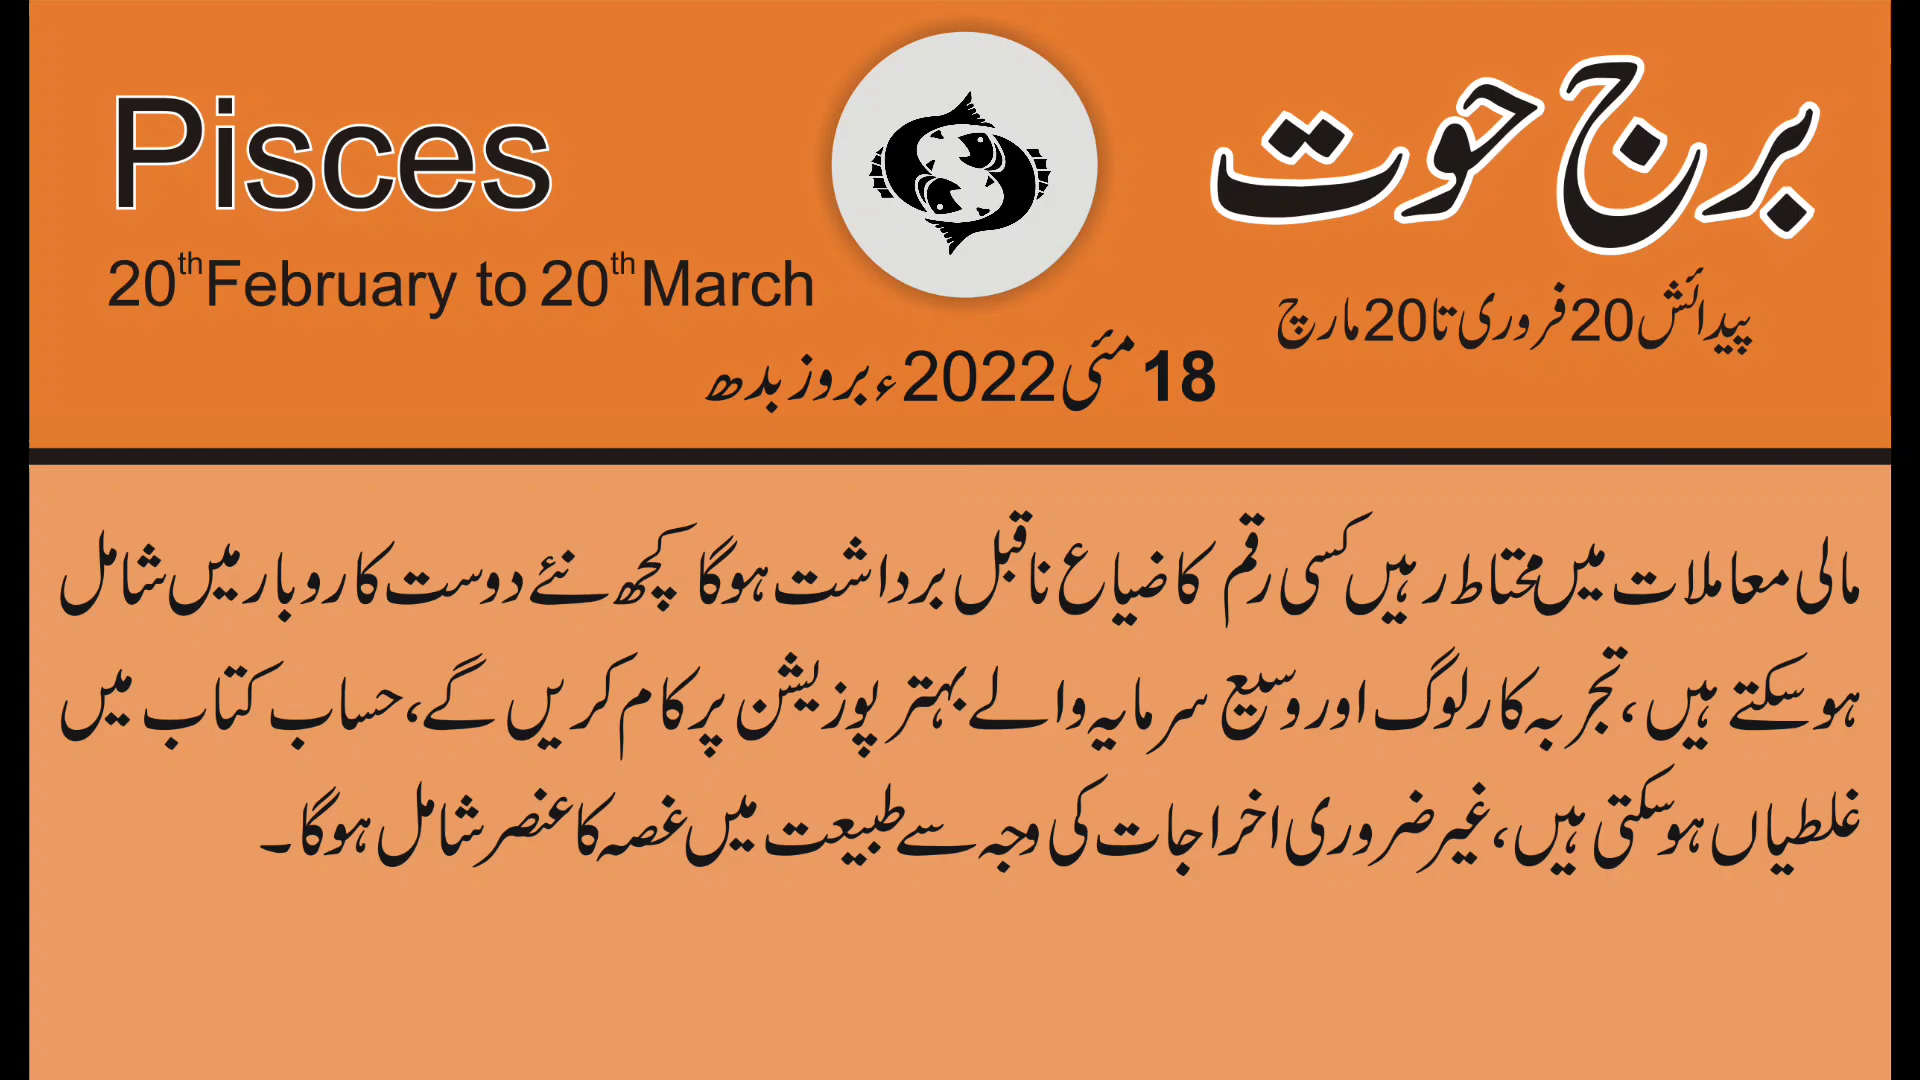 Pisces
برج حوت
20th February to 20th March
پیدائش 20 فروری تا 20 مارچ
18 مئی 2022ء بروز بدھ
مالی معاملات میں محتاط رہیں کسی رقم کا ضیاع ناقبل برداشت ہوگا کچھ نئے دوست کاروبار میں شامل
ہوسکتے ہیں، تجربہ کار لوگ اور وسیع سرمایہ والے بہتر پوزیشن پر کام کریں گے، حساب کتاب میں
غلطیاں ہوسکتی ہیں، غیر ضروری اخراجات کی وجہ سے طبیعت میں غصہ کا عنصر شامل ہوگا۔